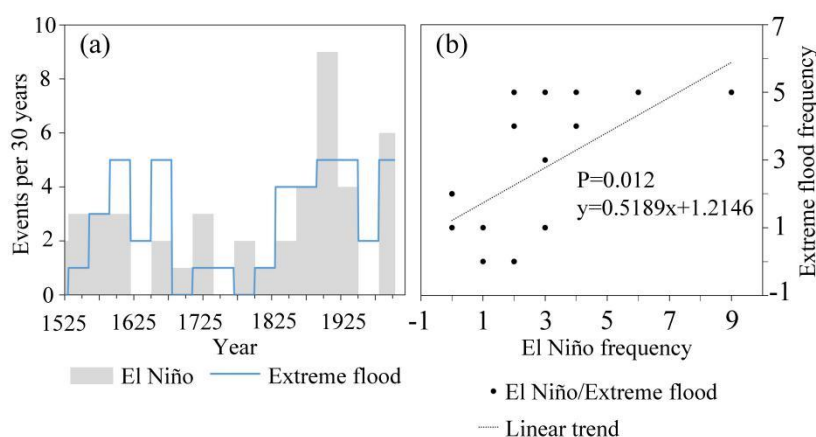 (a)
Events per 30 years
10
8
6
4
2
0
1525 1625 1725 1825 1925
Year
El Niño Extreme flood
(b)
Extreme flood frequency
7
5
3
1
-1
P=0.012
y=0.5189x+1.2146
-1 1 3 5 7 9
El Niño frequency
El Niño/Extreme flood
Linear trend